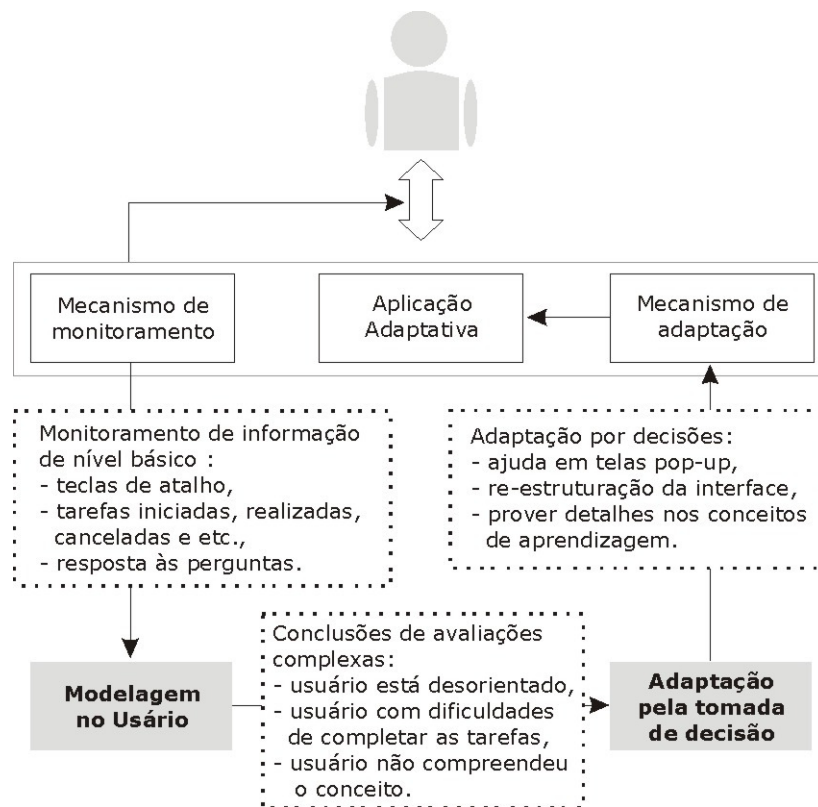 Mecanismo de
monitoramento
Aplicação
Adaptativa
Mecanismo de
adaptação
Monitoramento de informação
de nível básico :
- teclas de atalho,
- tarefas iniciadas, realizadas,
canceladas e etc.,
- resposta às perguntas.
Adaptação por decisões:
- ajuda em telas pop-up,
- re-estruturação da interface,
- prover detalhes nos conceitos
de aprendizagem.
Modelagem
no Usário
Conclusões de avaliações
complexas:
- usuário está desorientado,
- usuário com dificuldades
de completar as tarefas,
- usuário não compreendeu
o conceito.
Adaptação
pela tomada
de decisão